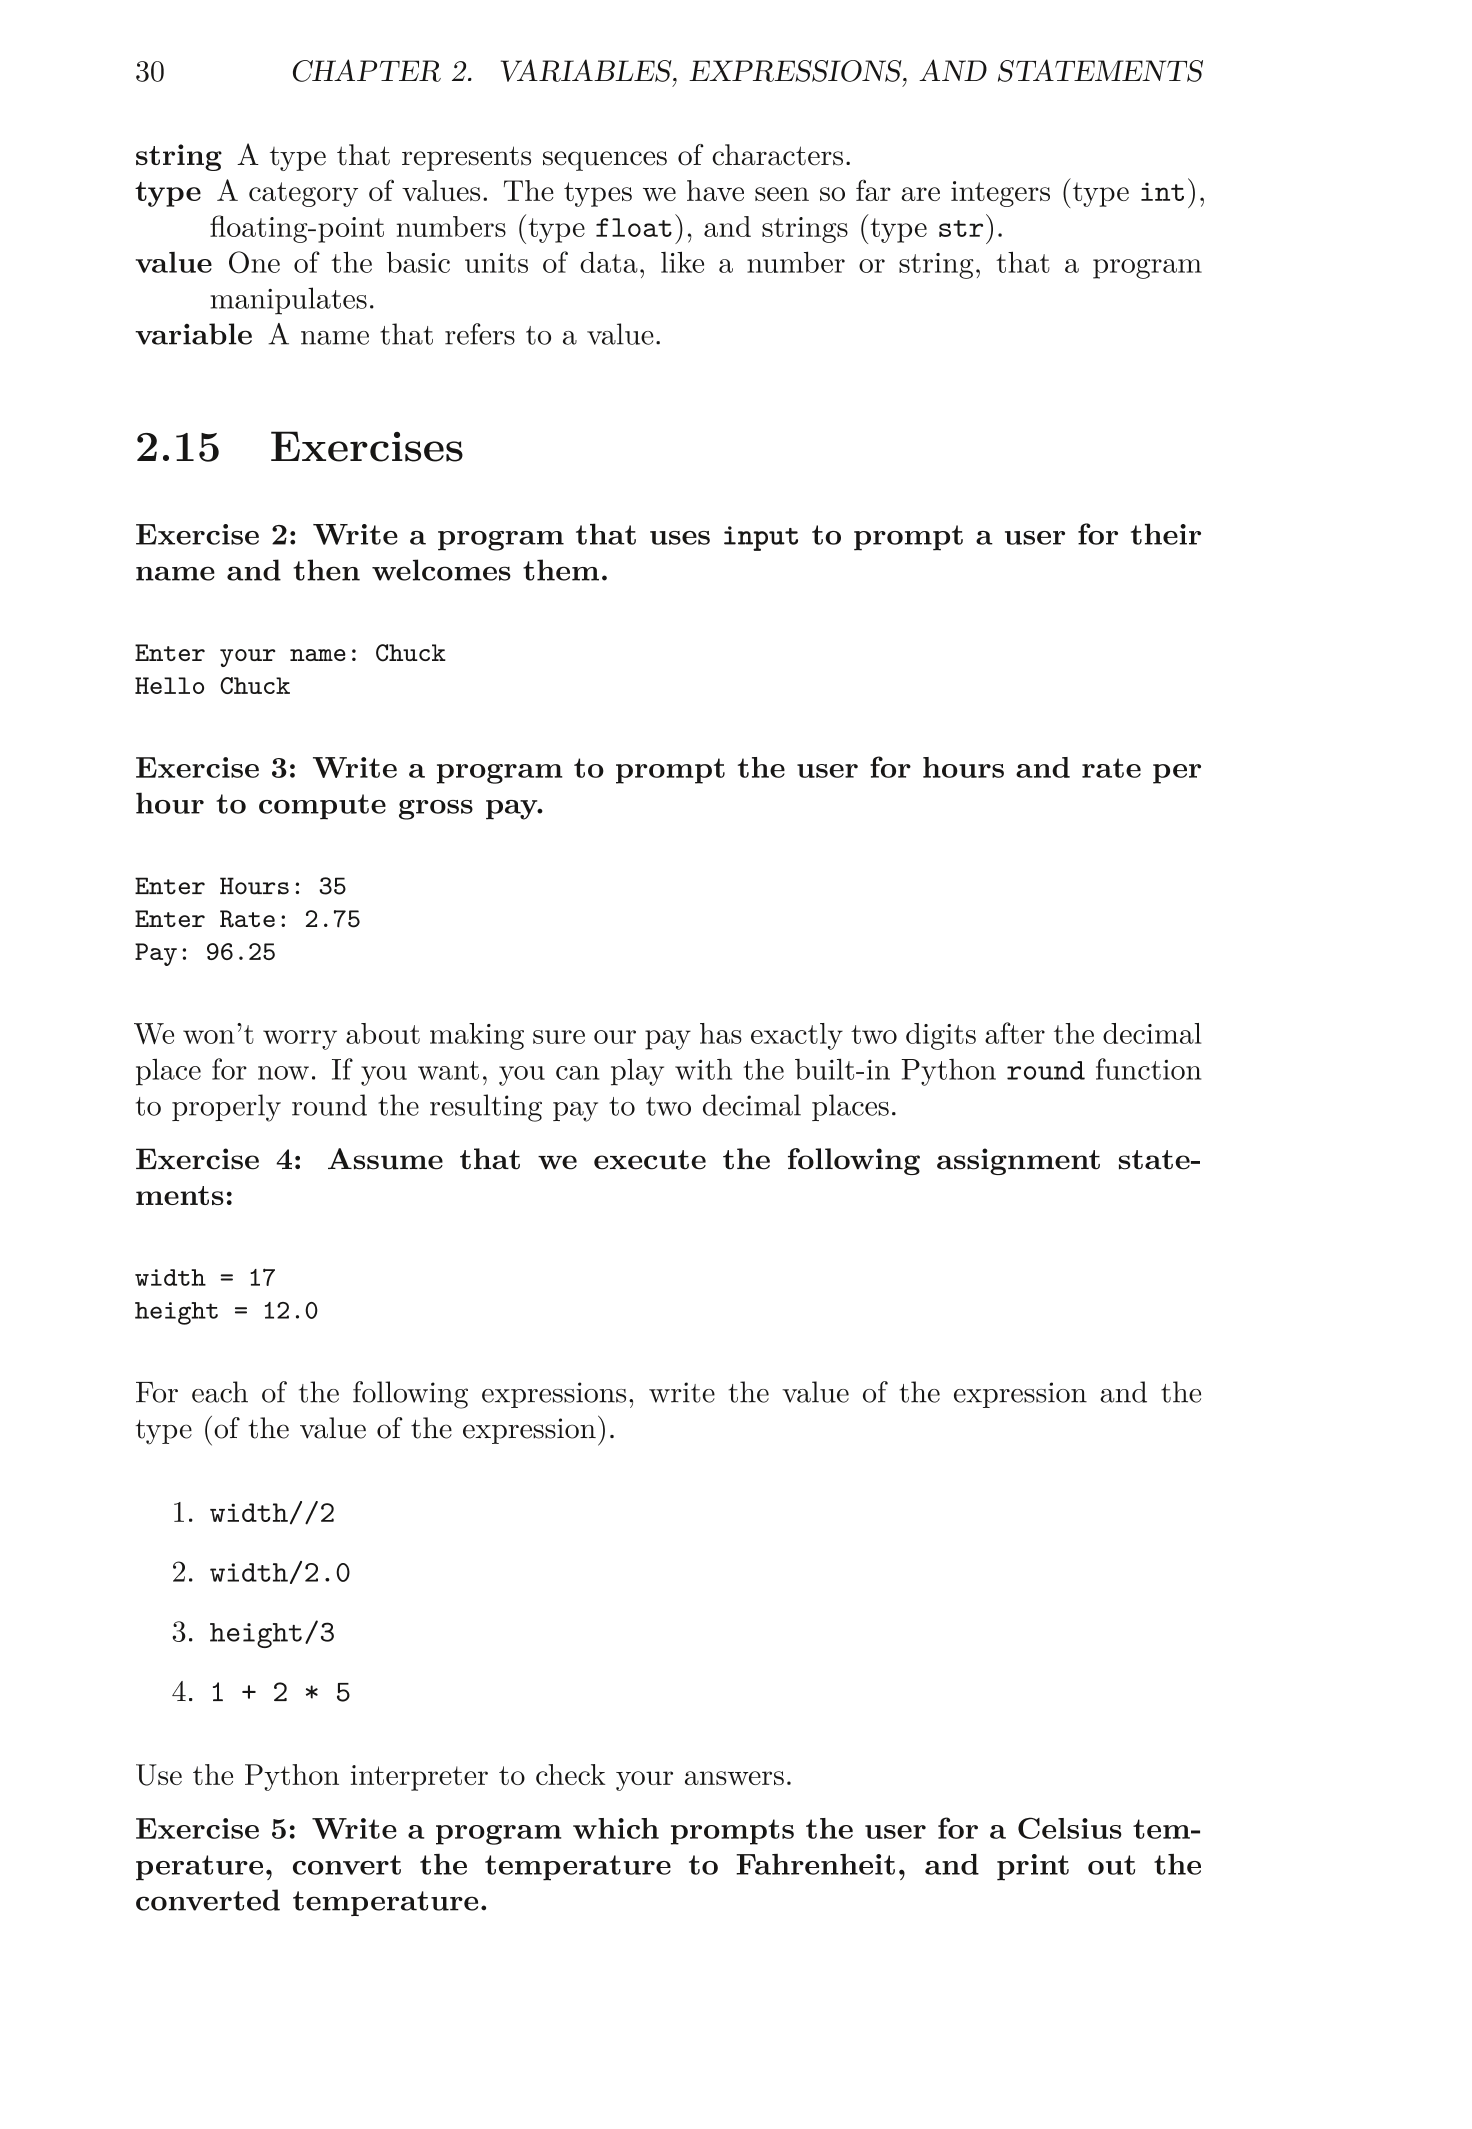 30 CHAPTER 2. VARIABLES, EXPRESSIONS, AND STATEMENTS
string A type that represents sequences of characters.
type A category of values. The types we have seen so far are integers (type int),
floating-point numbers (type float), and strings (type str).
value One of the basic units of data, like a number or string, that a program
manipulates.
variable A name that refers to a value.
2.15 Exercises
Exercise 2: Write a program that uses input to prompt a user for their
name and then welcomes them.
Enter your name: Chuck
Hello Chuck
Exercise 3: Write a program to prompt the user for hours and rate per
hour to compute gross pay.
Enter Hours: 35
Enter Rate: 2.75
Pay: 96.25
We won't worry about making sure our pay has exactly two digits after the decimal
place for now. If you want, you can play with the built-in Python round function
to properly round the resulting pay to two decimal places.
Exercise 4: Assume that we execute the following assignment state-
ments:
width = 17
height = 12.0
For each of the following expressions, write the value of the expression and the
type (of the value of the expression).
1. width//2
2. width/2.0
3. height/3
4. 1 + 2 * 5
Use the Python interpreter to check your answers.
Exercise 5: Write a program which prompts the user for a Celsius tem-
perature, convert the temperature to Fahrenheit, and print out the
converted temperature.